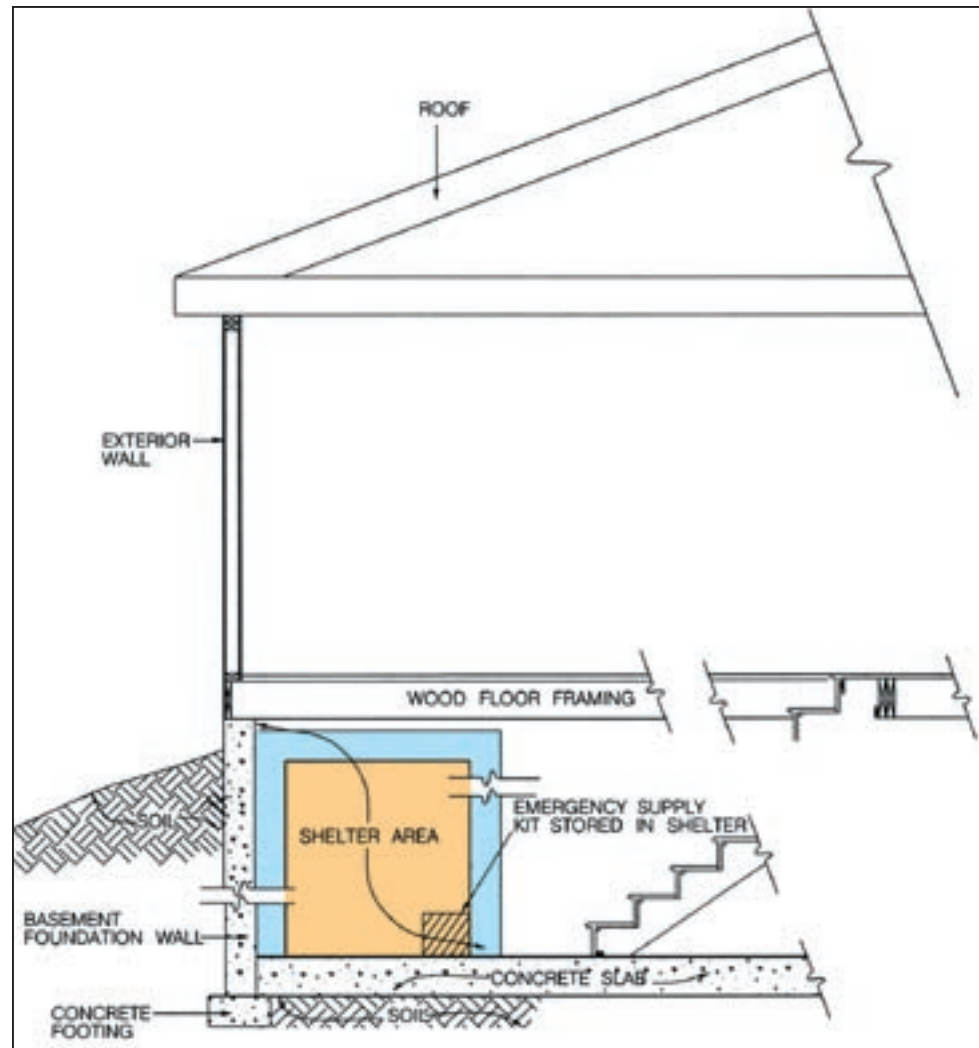 ROOF
EXTERIOR
WALL
WOOD FLOOR FRAMING
SOIL
SHELTER AREA
EMERGENCY SUPPLY
KIT STORED IN SHELTER
BASEMENT
FOUNDATION WALL
CONCRETE SLAB
CONCRETE
FOOTING
SOILS